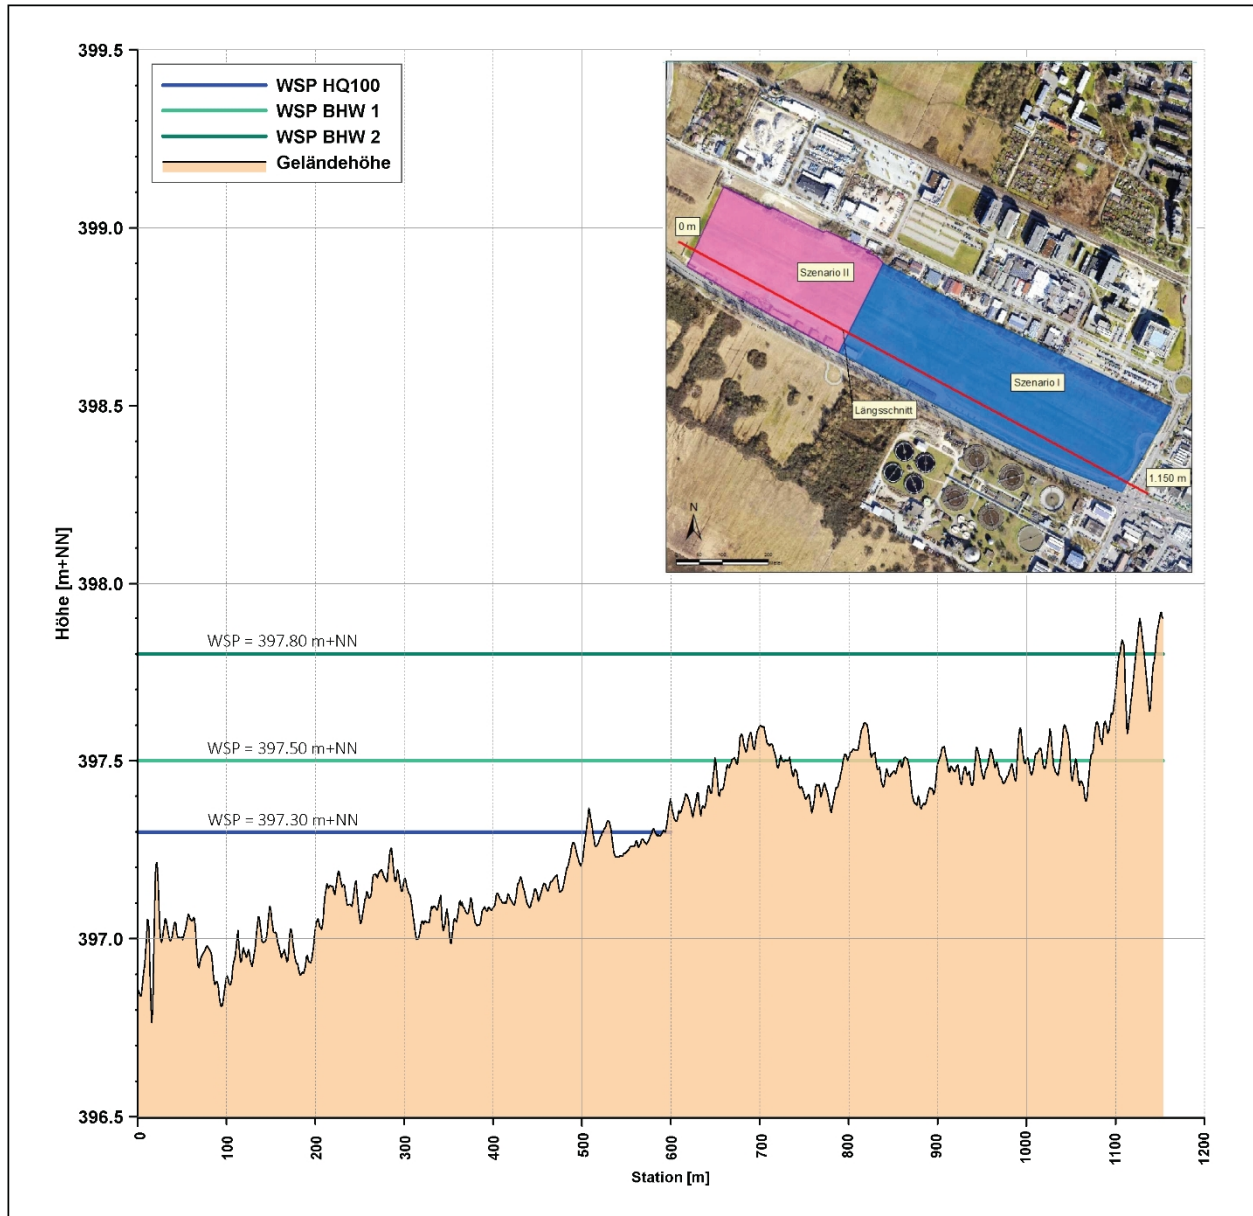 399.5
399.0
398.5
398.0
397.5
397.0
396.5
Höhe [m+NN]
WSP HQ100
WSP BHW 1
WSP BHW 2
Geländehöhe
0 m
Szenario II
Szenario I
Längsschnitt
1.150 m
N
WSP = 397.80 m+NN
WSP = 397.50 m+NN
WSP = 397.30 m+NN
0
100
200
300
400
500
600
700
800
900
1000
1100
1200
Station [m]